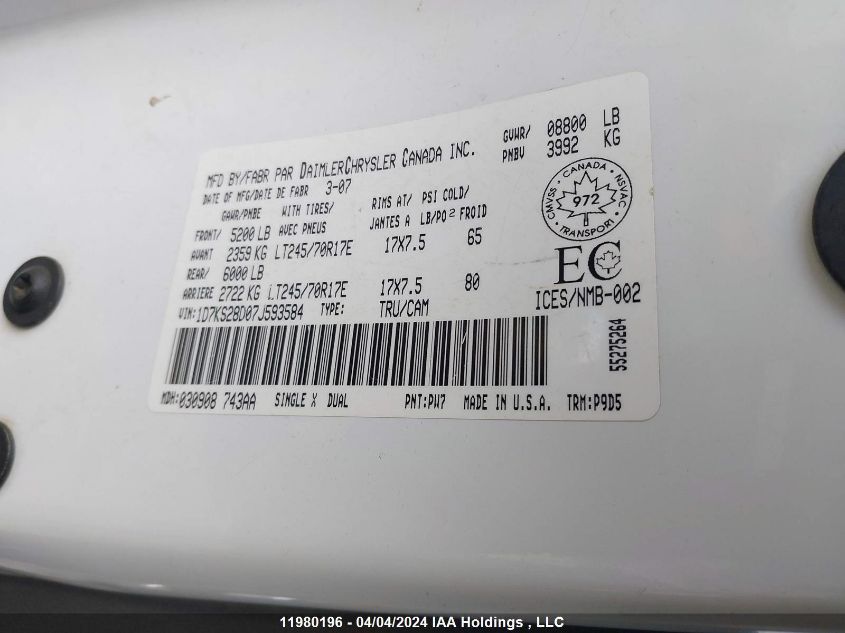 MFD BY/FABR PAR DAIMLERCHRYSLER CANADA INC.
GVWR/ 08800 LB
PNBV 3992 KG
DATE OF MFG/DATE DE FABR 3-07
GAWR/PNBE WITH TIRES/ RIMS AT/ PSI COLD/
FRONT/ 5200 LB AVEC PNEUS JANTES A LB/PO² FROID
AVANT 2359 KG LT245/70R17E 17X7.5 65
REAR/ 6000 LB
ARRIERE 2722 KG LT245/70R17E 17X7.5 80
VIN:1D7KS28D07J593584 TYPE: TRU/CAM
CANADA
CMVSS 972 NSVAC
TRANSPORT
EC
ICES/NMB-002
55275264
MDH:030908 743AA SINGLE X DUAL PNT:PW7 MADE IN U.S.A. TRM:P9D5
11980196 - 04/04/2024 IAA Holdings , LLC